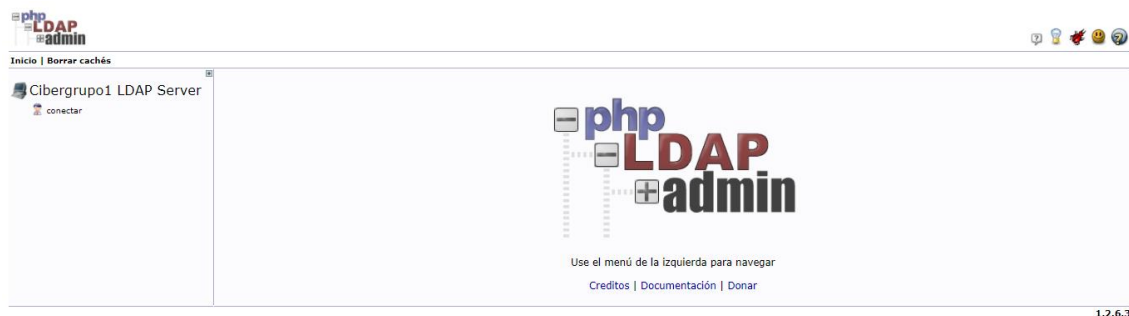 php
LDAP
admin
Inicio | Borrar cachés
Cibergrupo1 LDAP Server
conectar
php
LDAP
admin
Use el menú de la izquierda para navegar
Creditos | Documentación | Donar
1.2.6.3